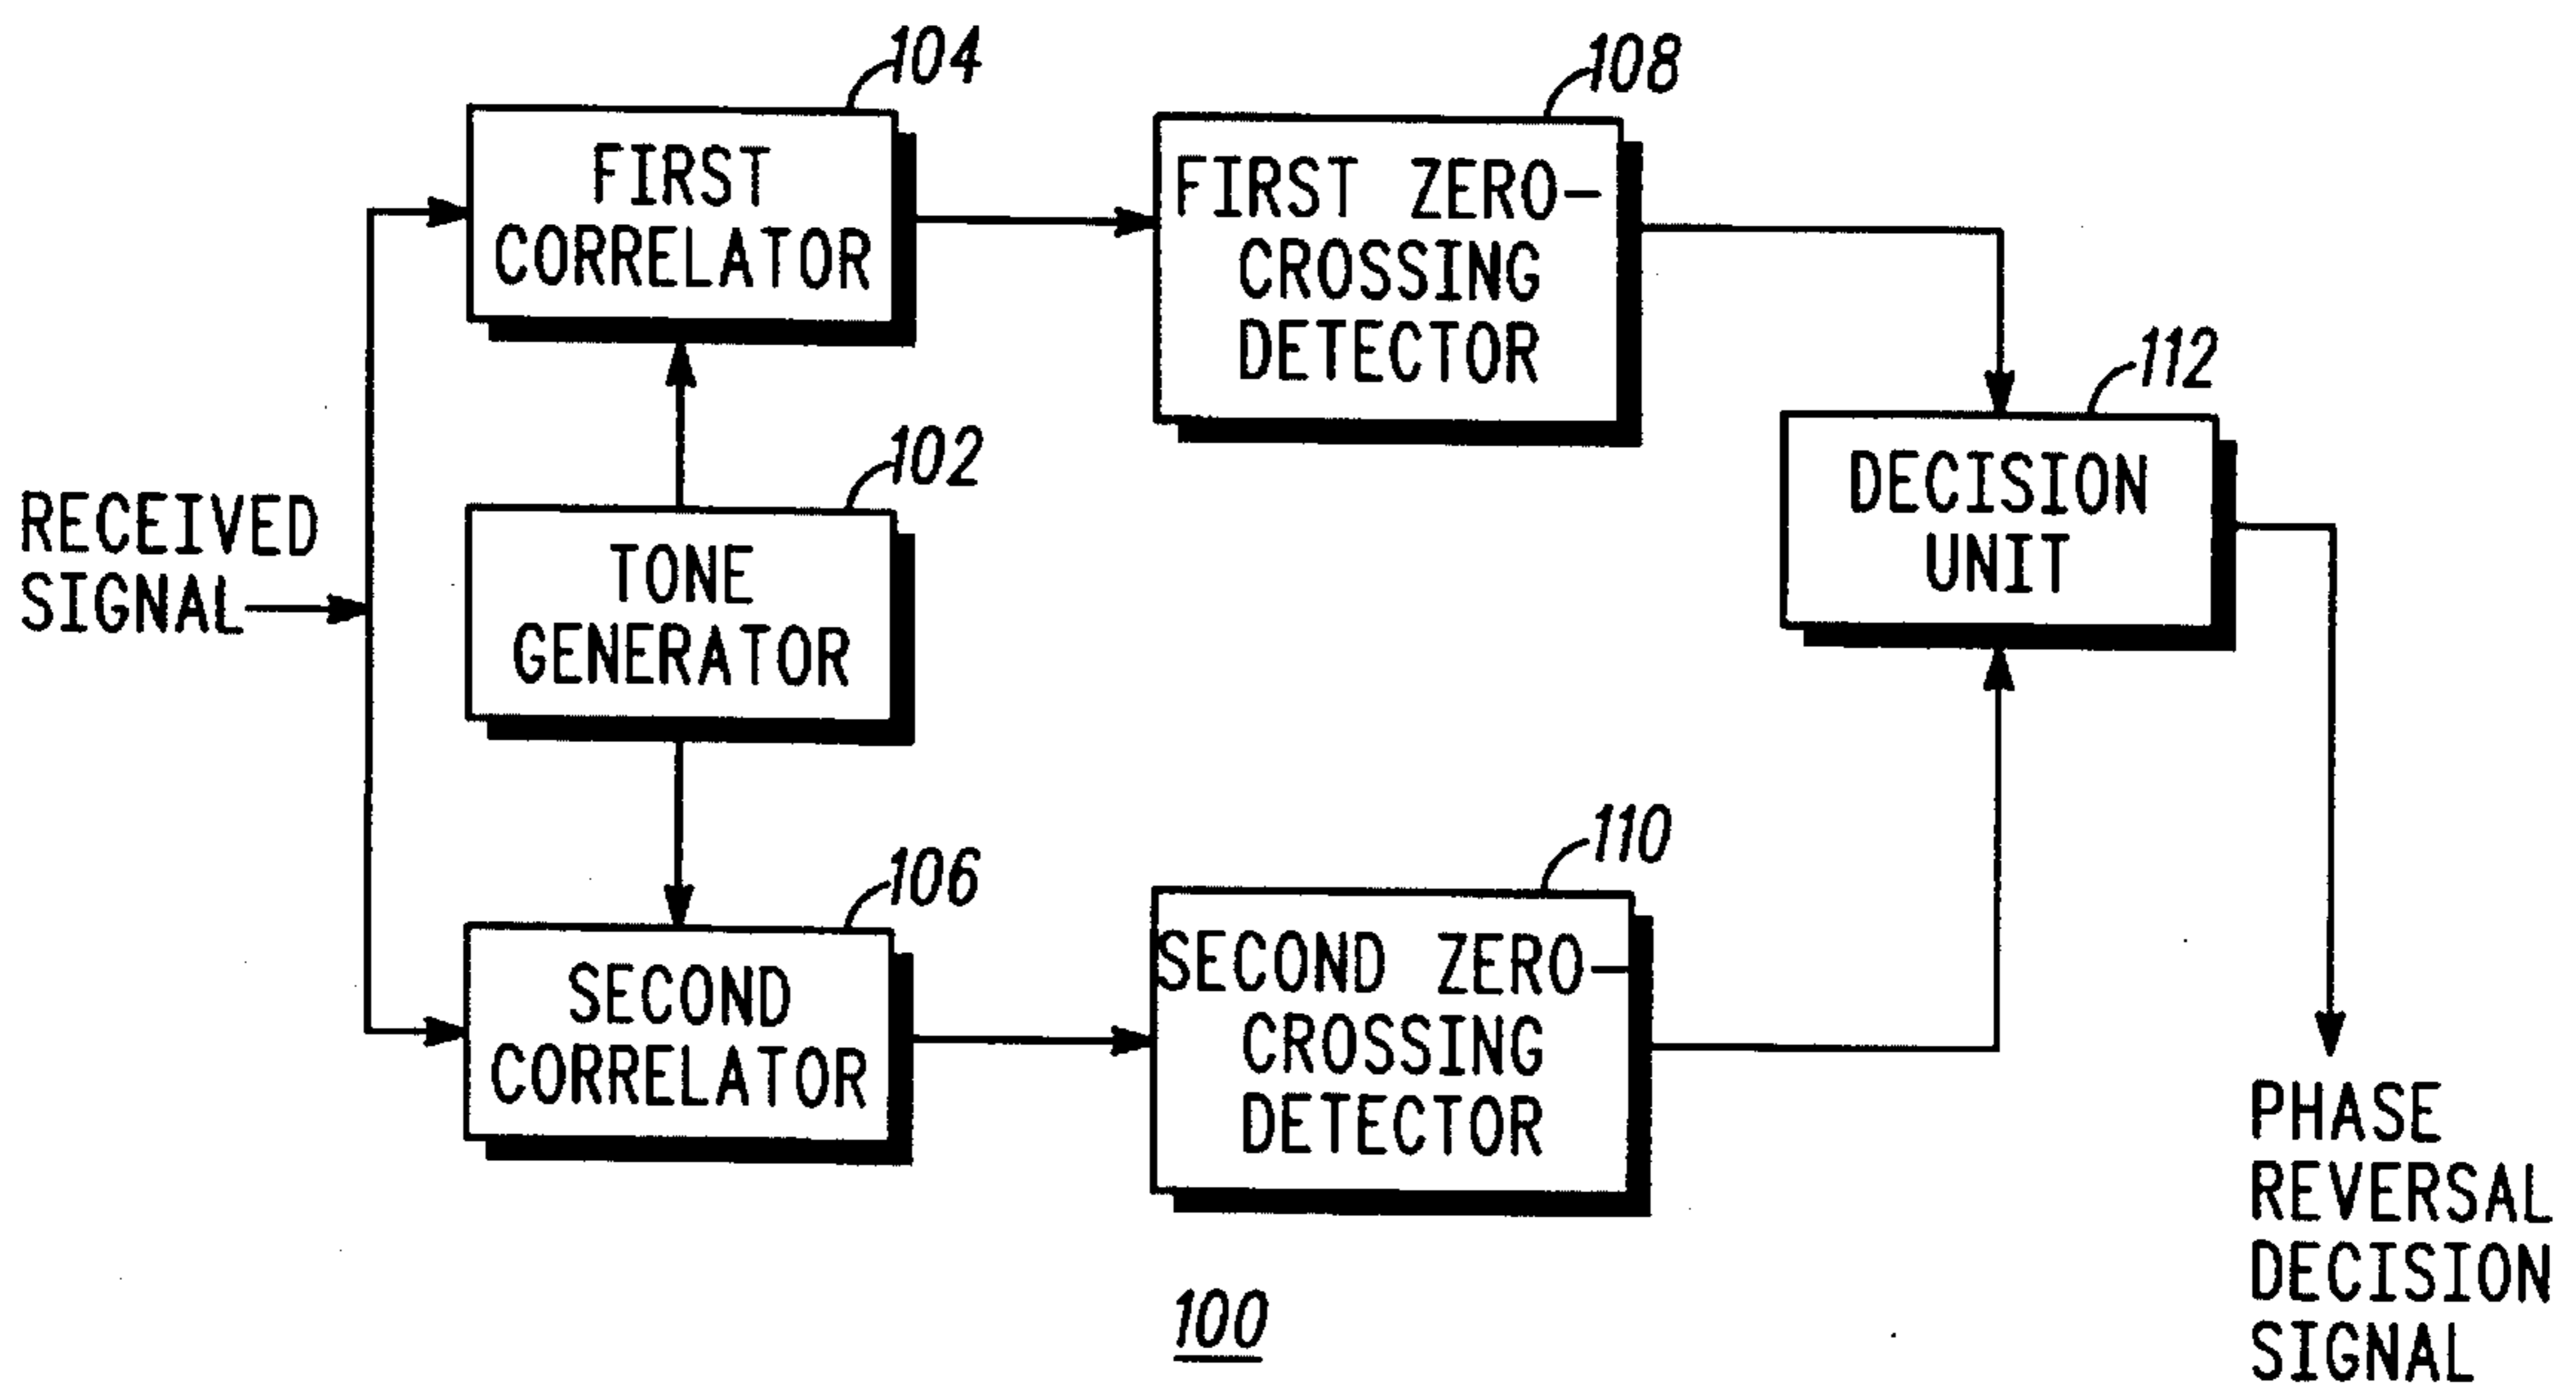 104
FIRST
CORRELATOR
108
FIRST ZERO-
CROSSING
DETECTOR
RECEIVED
SIGNAL
102
TONE
GENERATOR
112
DECISION
UNIT
106
SECOND
CORRELATOR
110
SECOND ZERO-
CROSSING
DETECTOR
PHASE
REVERSAL
DECISION
SIGNAL
100